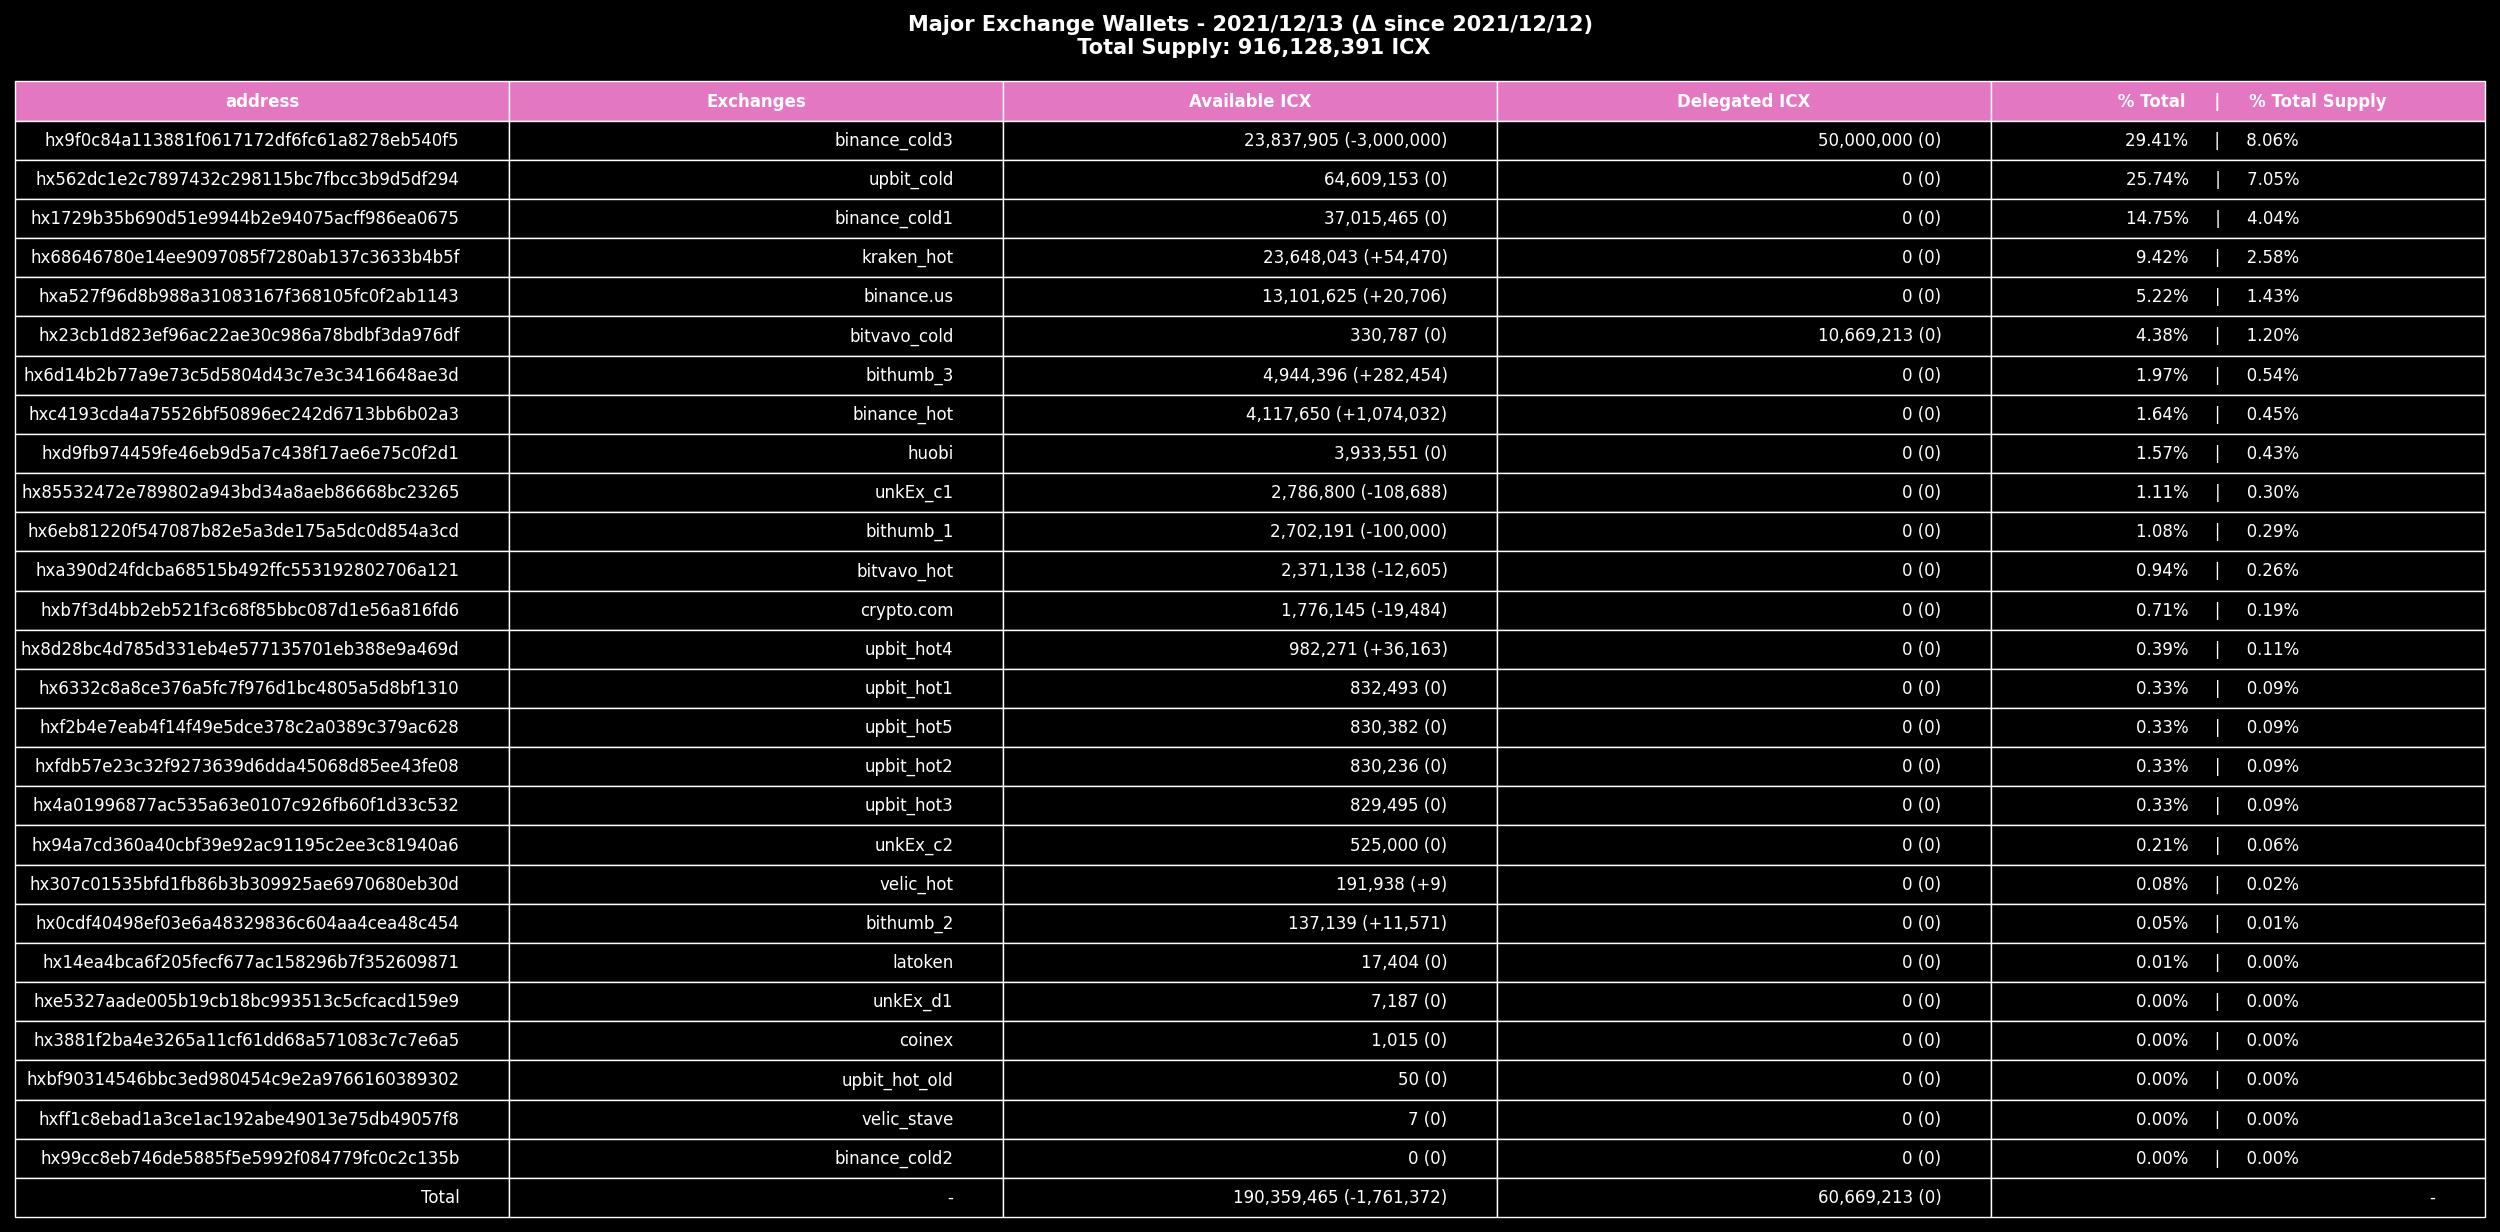 Major Exchange Wallets - 2021/12/13 (Δ since 2021/12/12)
Total Supply: 916,128,391 ICX
address Exchanges Available ICX Delegated ICX % Total | % Total Supply
hx9f0c84a113881f0617172df6fc61a8278eb540f5 binance_cold3 23,837,905 (-3,000,000) 50,000,000 (0) 29.41% | 8.06%
hx562dc1e2c7897432c298115bc7fbcc3b9d5df294 upbit_cold 64,609,153 (0) 0 (0) 25.74% | 7.05%
hx1729b35b690d51e9944b2e94075acff986ea0675 binance_cold1 37,015,465 (0) 0 (0) 14.75% | 4.04%
hx68646780e14ee9097085f7280ab137c3633b4b5f kraken_hot 23,648,043 (+54,470) 0 (0) 9.42% | 2.58%
hxa527f96d8b988a31083167f368105fc0f2ab1143 binance.us 13,101,625 (+20,706) 0 (0) 5.22% | 1.43%
hx23cb1d823ef96ac22ae30c986a78bdbf3da976df bitvavo_cold 330,787 (0) 10,669,213 (0) 4.38% | 1.20%
hx6d14b2b77a9e73c5d5804d43c7e3c3416648ae3d bithumb_3 4,944,396 (+282,454) 0 (0) 1.97% | 0.54%
hxc4193cda4a75526bf50896ec242d6713bb6b02a3 binance_hot 4,117,650 (+1,074,032) 0 (0) 1.64% | 0.45%
hxd9fb974459fe46eb9d5a7c438f17ae6e75c0f2d1 huobi 3,933,551 (0) 0 (0) 1.57% | 0.43%
hx85532472e789802a943bd34a8aeb86668bc23265 unkEx_c1 2,786,800 (-108,688) 0 (0) 1.11% | 0.30%
hx6eb81220f547087b82e5a3de175a5dc0d854a3cd bithumb_1 2,702,191 (-100,000) 0 (0) 1.08% | 0.29%
hxa390d24fdcba68515b492ffc553192802706a121 bitvavo_hot 2,371,138 (-12,605) 0 (0) 0.94% | 0.26%
hxb7f3d4bb2eb521f3c68f85bbc087d1e56a816fd6 crypto.com 1,776,145 (-19,484) 0 (0) 0.71% | 0.19%
hx8d28bc4d785d331eb4e577135701eb388e9a469d upbit_hot4 982,271 (+36,163) 0 (0) 0.39% | 0.11%
hx6332c8a8ce376a5fc7f976d1bc4805a5d8bf1310 upbit_hot1 832,493 (0) 0 (0) 0.33% | 0.09%
hxf2b4e7eab4f14f49e5dce378c2a0389c379ac628 upbit_hot5 830,382 (0) 0 (0) 0.33% | 0.09%
hxfdb57e23c32f9273639d6dda45068d85ee43fe08 upbit_hot2 830,236 (0) 0 (0) 0.33% | 0.09%
hx4a01996877ac535a63e0107c926fb60f1d33c532 upbit_hot3 829,495 (0) 0 (0) 0.33% | 0.09%
hx94a7cd360a40cbf39e92ac91195c2ee3c81940a6 unkEx_c2 525,000 (0) 0 (0) 0.21% | 0.06%
hx307c01535bfd1fb86b3b309925ae6970680eb30d velic_hot 191,938 (+9) 0 (0) 0.08% | 0.02%
hx0cdf40498ef03e6a48329836c604aa4cea48c454 bithumb_2 137,139 (+11,571) 0 (0) 0.05% | 0.01%
hx14ea4bca6f205fecf677ac158296b7f352609871 latoken 17,404 (0) 0 (0) 0.01% | 0.00%
hxe5327aade005b19cb18bc993513c5cfcacd159e9 unkEx_d1 7,187 (0) 0 (0) 0.00% | 0.00%
hx3881f2ba4e3265a11cf61dd68a571083c7c7e6a5 coinex 1,015 (0) 0 (0) 0.00% | 0.00%
hxbf90314546bbc3ed980454c9e2a9766160389302 upbit_hot_old 50 (0) 0 (0) 0.00% | 0.00%
hxff1c8ebad1a3ce1ac192abe49013e75db49057f8 velic_stave 7 (0) 0 (0) 0.00% | 0.00%
hx99cc8eb746de5885f5e5992f084779fc0c2c135b binance_cold2 0 (0) 0 (0) 0.00% | 0.00%
Total - 190,359,465 (-1,761,372) 60,669,213 (0) -